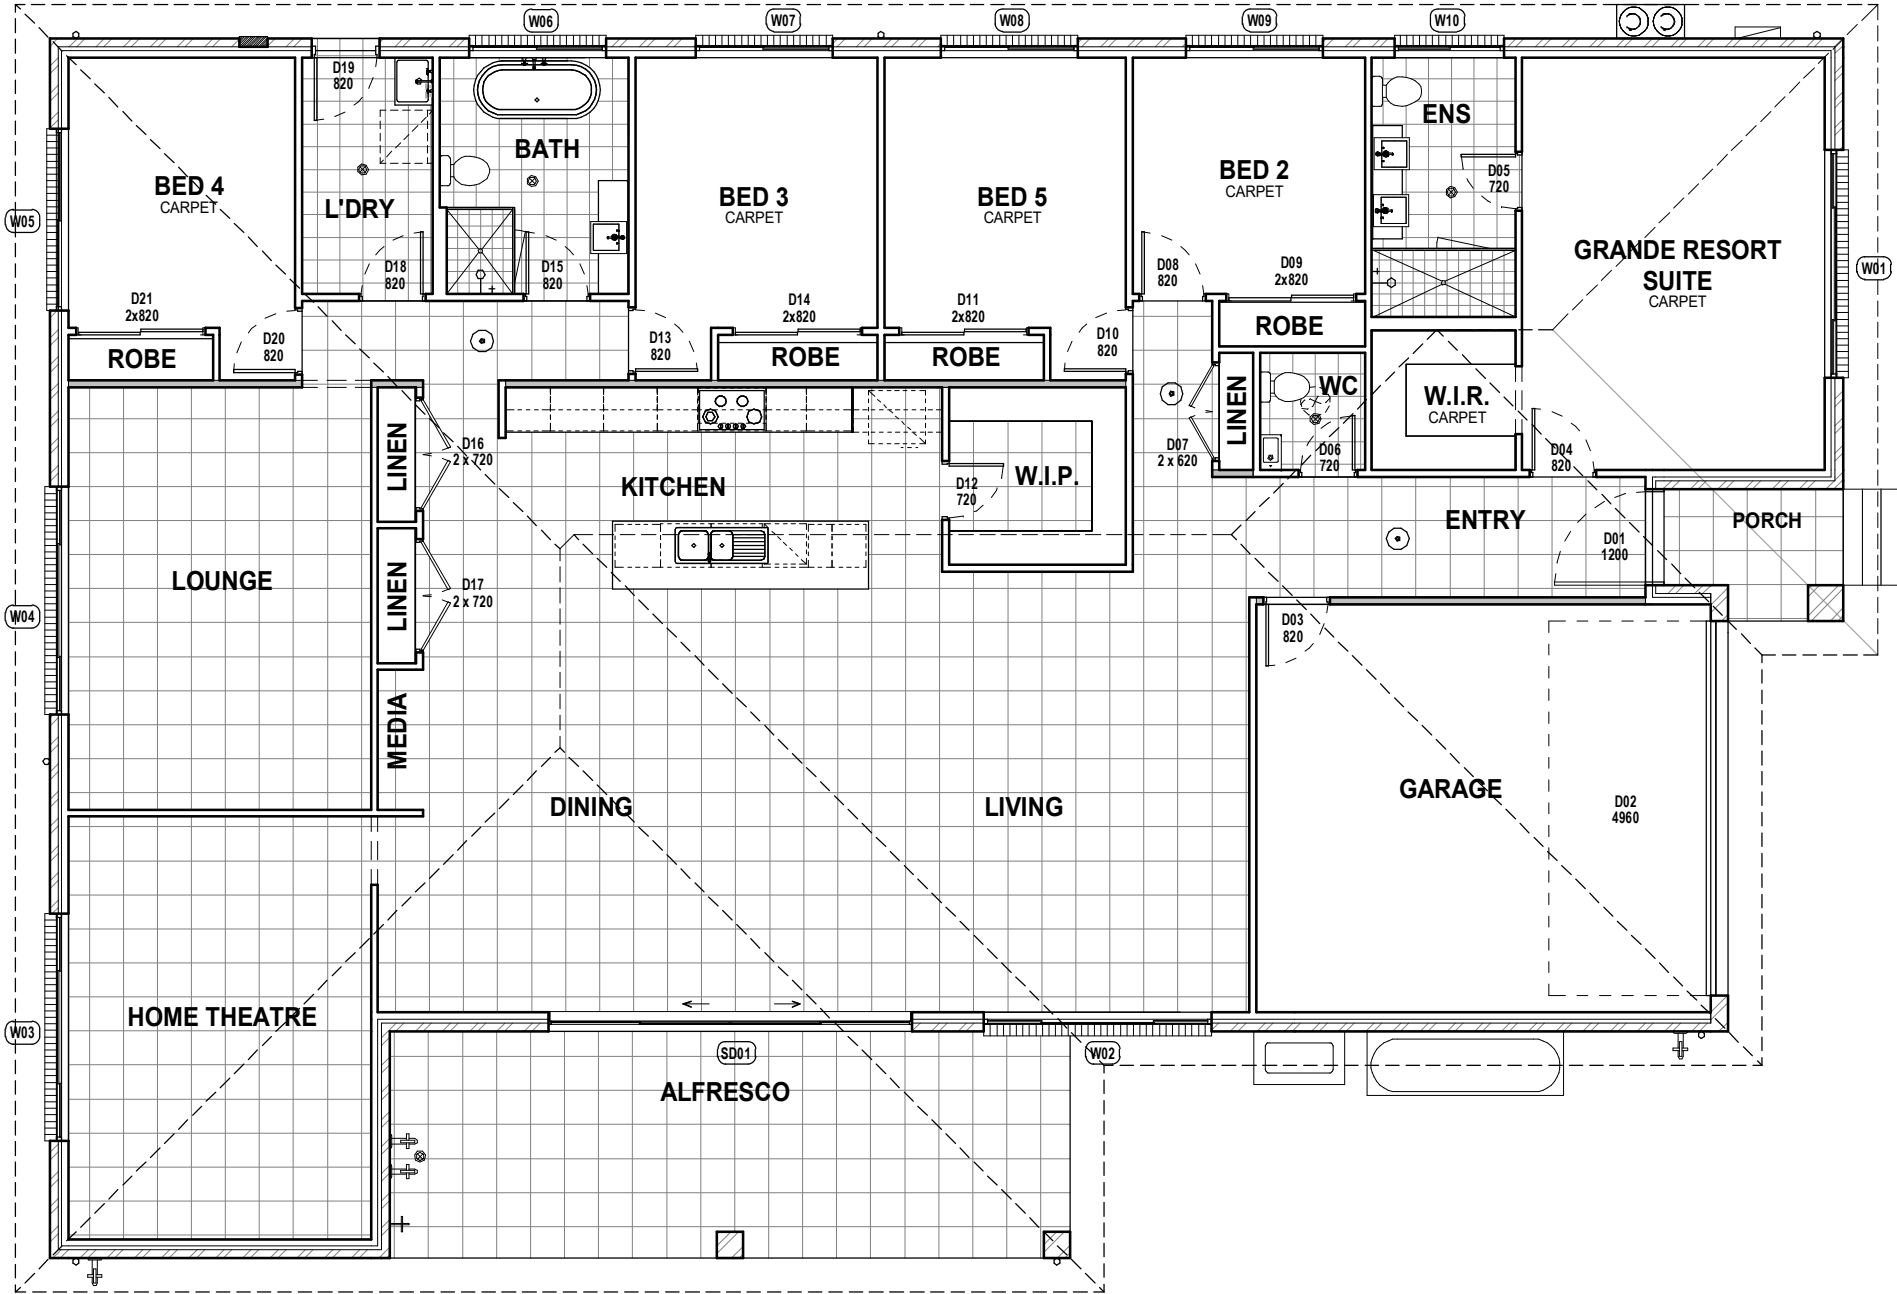 W06
W07
W08
W09
W10
D19
820
BED 4
CARPET
L'DRY
BATH
BED 3
CARPET
BED 5
CARPET
BED 2
CARPET
ENS
D05
720
GRANDE RESORT
SUITE
CARPET
W05
W01
D18
820
D15
820
D08
820
D09
2x820
D21
2x820
D14
2x820
D11
2x820
D20
820
D13
820
D10
820
ROBE
ROBE
ROBE
ROBE
WC
W.I.R.
CARPET
LINEN
LINEN
D16
2 x 720
D07
2 x 620
D06
720
D04
820
KITCHEN
D12
720
W.I.P.
ENTRY
PORCH
D01
1200
LOUNGE
LINEN
D17
2 x 720
W04
D03
820
MEDIA
DINING
LIVING
GARAGE
D02
4960
HOME THEATRE
W03
SD01
W02
ALFRESCO